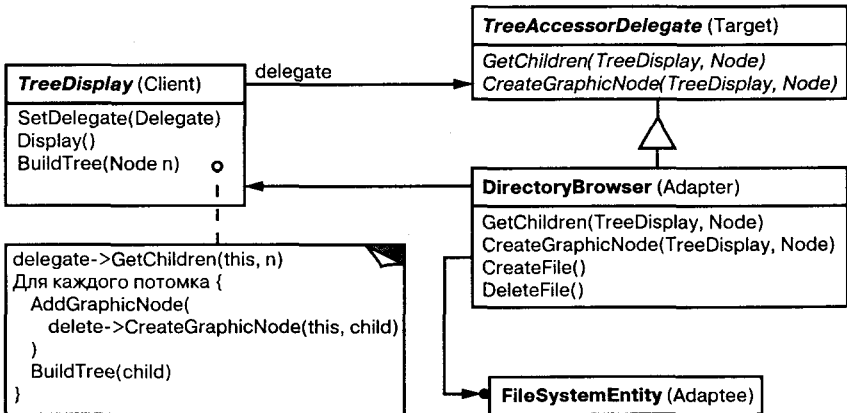 TreeAccessorDelegate (Target)
GetChildren(TreeDisplay, Node)
CreateGraphicNode(TreeDisplay, Node)
delegate
TreeDisplay (Client)
SetDelegate(Delegate)
Display()
BuildTree(Node n)
DirectoryBrowser (Adapter)
GetChildren(TreeDisplay, Node)
CreateGraphicNode(TreeDisplay, Node)
CreateFile()
DeleteFile()
delegate->GetChildren(this, n)
Для каждого потомка {
AddGraphicNode(
delete->CreateGraphicNode(this, child)
)
BuildTree(child)
}
FileSystemEntity (Adaptee)